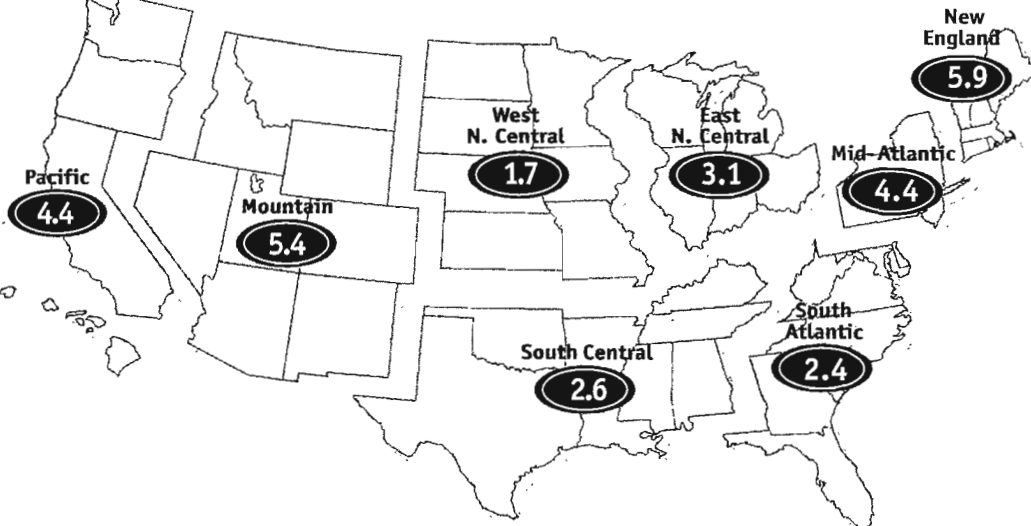 New
England
5.9
West
N. Central
1.7
East
N. Central
3.1
Mid-Atlantic
4.4
Pacific
4.4
Mountain
5.4
South
Atlantic
2.4
South Central
2.6